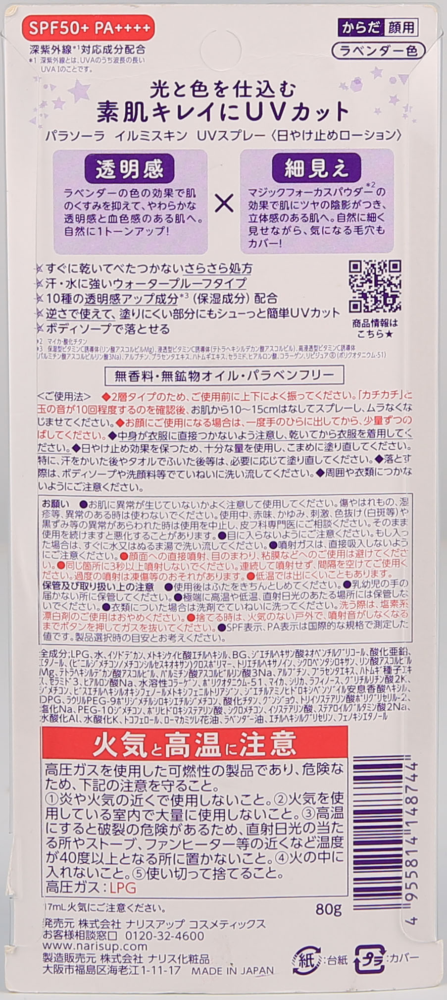 SPF50+ PA++++
からだ 顔用
深紫外線*1対応成分配合
ラベンダー色
*1 深紫外線とは、UVAのうち波長の長い
UVAⅠのことです。
光と色を仕込む
素肌キレイにUVカット
パラソーラ イルミスキン UVスプレー〈日やけ止めローション〉
透明感
ラベンダーの色の効果で肌
のくすみを抑えて、やわらかな
透明感と血色感のある肌へ。
自然に1トーンアップ!
×
細見え
マジックフォーカスパウダー*2の
効果で肌にツヤの陰影がつき、
立体感のある肌へ。自然に細く
見せながら、気になる毛穴も
カバー!
すぐに乾いてべたつかないさらさら処方
汗・水に強いウォータープルーフタイプ
10種の透明感アップ成分*3（保湿成分）配合
逆さで使えて、塗りにくい部分にもシューっと簡単UVカット
ボディソープで落とせる
商品情報は
こちら★
*2 マイカ・酸化チタン
*3 保湿型ビタミンC誘導体(リン酸アスコルビルMg)、浸透型ビタミンC誘導体(テトラヘキシルデカン酸アスコルビル)、高浸透型ビタミンC誘導体
(パルミチン酸アスコルビルリン酸3Na)、アルブチン、プラセンタエキス、ハトムギエキス、セラミド、ヒアルロン酸、コラーゲン、リピジュア®(ポリクオタニウム-51)
無香料・無鉱物オイル・パラベンフリー
<ご使用法> ◆2層タイプのため、ご使用前に上下によく振ってください。「カチカチ」と
玉の音が10回程度するのを確認後、お肌から10〜15cmはなしてスプレーし、ムラなくな
じませてください。◆お顔にご使用になる場合は、一度手のひらに出してから、少量ずつの
ばしてください。◆中身が衣服に直接つかないよう注意し、乾いてから衣服を着用してく
ださい。◆日やけ止め効果を保つため、十分な量を使用し、こまめに塗り直してください。
特に、汗をかいた後やタオルでふいた後等は、必要に応じて塗り直してください。◆落とす
際は、ボディソープや洗顔料等でていねいに洗い流してください。◆周囲や衣類につかな
いようにご注意ください。
お願い ●お肌に異常が生じていないかよく注意して使用してください。傷やはれもの、湿
疹等、異常のある時は使わないでください。使用中、赤味、かゆみ、刺激、色抜け(白斑等)や
黒ずみ等の異常があらわれた時は使用を中止し、皮フ科専門医にご相談ください。そのまま
使用を続けますと悪化することがあります。●目に入らないようにご注意ください。もし入っ
た場合は、すぐに水又はぬるま湯で洗い流してください。●噴射ガスは、直接吸入しないよう
にご注意ください。●顔面への直接噴射、目のまわり、粘膜などへのご使用は避けてくださ
い。●同じ箇所に3秒以上噴射しないでください。連続して噴射せず、間隔を空けてご使用く
ださい。過度の噴射は凍傷等のおそれがあります。●低温では出にくいこともあります。
保管及び取り扱い上の注意 ●使用後はふたをきちんとしめてください。●乳幼児の手の
届かない所に保管してください。●極端に高温や低温、直射日光のあたる場所には保管しな
いでください。●衣類についた場合は洗剤でていねいに洗ってください。洗う際は、塩素系
漂白剤のご使用はおやめください。●捨てる時は、火気のない戸外で、噴射音がしなくなる
までボタンを押してガスを抜いてください。●SPF表示、PA表示は国際的な規格で測定した
値です。製品選択時の目安とお考えください。
全成分;LPG、水、イソドデカン、メトキシケイヒ酸エチルヘキシル、BG、ジエチルヘキサン酸ネオペンチルグリコール、酸化亜鉛、
エタノール、(ビニルジメチコン/メチコンシルセスキオキサン)クロスポリマー、トリエチルヘキサノイン、シクロペンタシロキサン、リン酸アスコルビル
Mg、テトラヘキシルデカン酸アスコルビル、パルミチン酸アスコルビルリン酸3Na、アルブチン、プラセンタエキス、ハトムギ種子エキ
ス、セラミド3、ヒアルロン酸Na、水溶性コラーゲン、ポリクオタニウム-51、マイカ、シリカ、ラフィノース、グリチルリチン酸2K、
ジメチコン、ビスエチルヘキシルオキシフェノールメトキシフェニルトリアジン、ジエチルアミノヒドロキシベンゾイル安息香酸ヘキシル、
DPG、ラウリルPEG-9ポリジメチルシロキシエチルジメチコン、酸化チタン、グンジョウ、トリイソステアリン酸ポリグリセリル-2、
塩化Na、PEG-10ジメチコン、ポリヒドロキシステアリン酸、シクロメチコン、イソステアリン酸、ステアロイルグルタミン酸2Na、
水酸化Al、水酸化K、トコフェロール、ローマカミツレ花油、ラベンダー油、エチルヘキシルグリセリン、フェノキシエタノール
火気と高温に注意
高圧ガスを使用した可燃性の製品であり、危険な
ため、下記の注意を守ること。
①炎や火気の近くで使用しないこと。②火気を使
用している室内で大量に使用しないこと。③高温
にすると破裂の危険があるため、直射日光の当た
る所やストーブ、ファンヒーター等の近くなど温度
が40度以上となる所に置かないこと。④火の中に
入れないこと。⑤使い切って捨てること。
高圧ガス:LPG
4 955814 148744
17mL火気にご注意ください。
80g
発売元 株式会社 ナリスアップ コスメティックス
お客様相談窓口 0120-32-4600
www.narisup.com
製造販売元 株式会社 ナリス化粧品
大阪市福島区海老江1-11-17 MADE IN JAPAN
紙:台紙 プラ:カバー